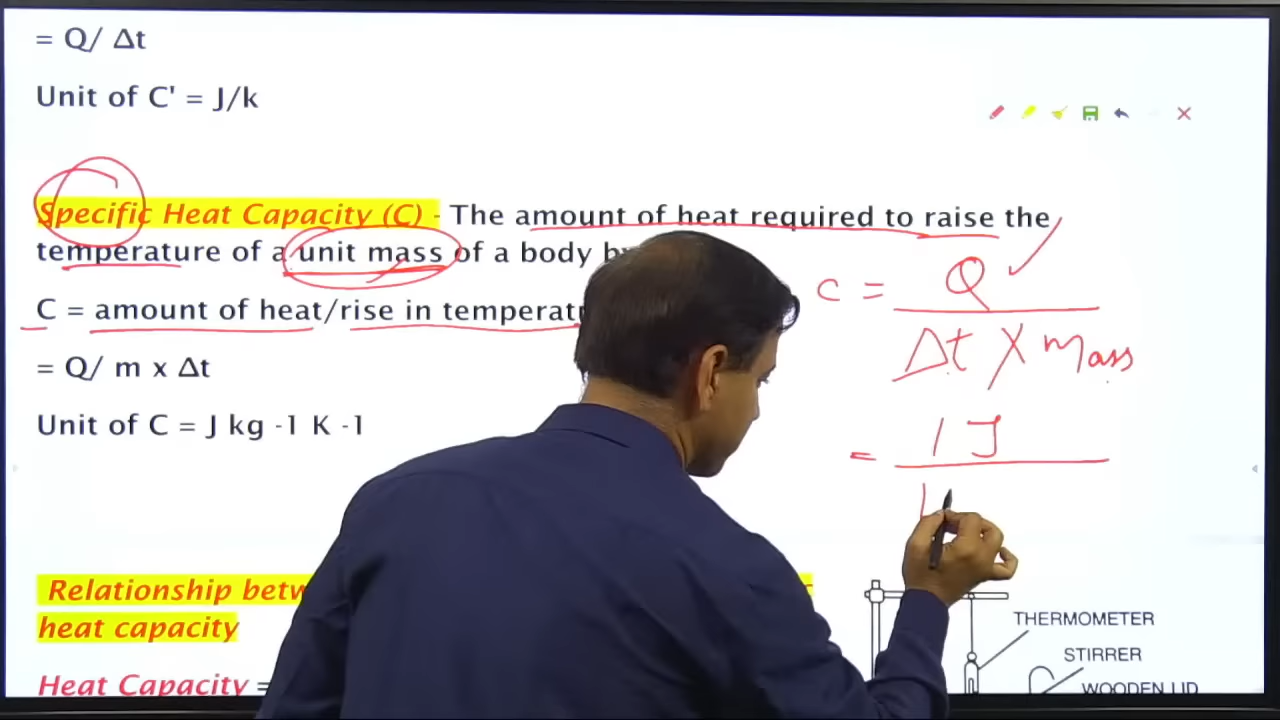 = Q/ Δt
Unit of C' = J/k
Specific Heat Capacity (C) - The amount of heat required to raise the
temperature of a unit mass of a body
C = amount of heat/rise in
= Q/ m x Δt
Unit of C = J kg -1 K -1
C = Q
Δt X Mass
= 1 J
Relationship
heat capacity
Heat Capacity =
THERMOMETER
STIRRER
WOODEN LID